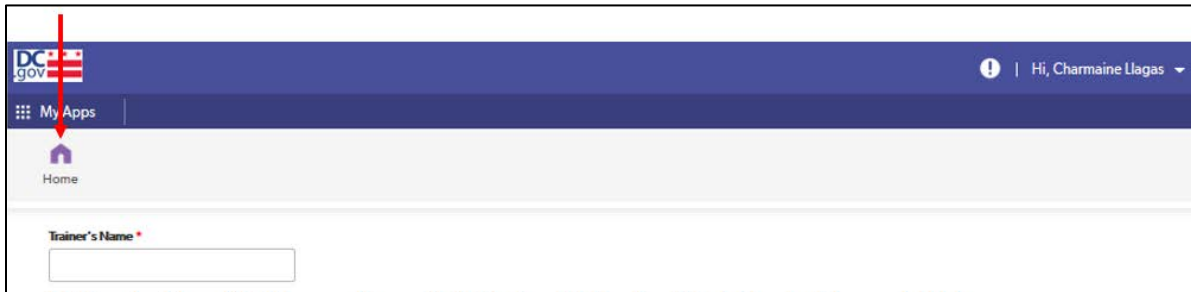 DC
.gov
! | Hi, Charmaine Llagas
My Apps
Home
Trainer's Name *